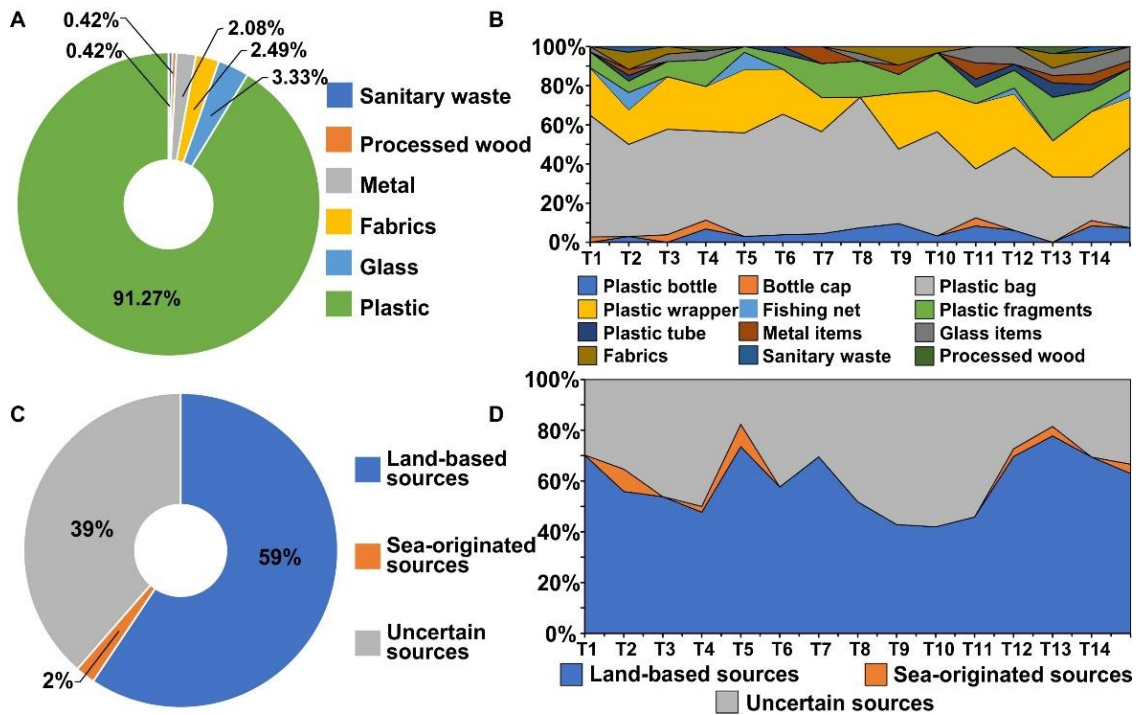 A
0.42%
0.42%
2.08%
2.49%
3.33%
91.27%
Sanitary waste
Processed wood
Metal
Fabrics
Glass
Plastic
B
100%
80%
60%
40%
20%
0%
T1 T2 T3 T4 T5 T6 T7 T8 T9 T10 T11 T12 T13 T14
Plastic bottle Bottle cap Plastic bag
Plastic wrapper Fishing net Plastic fragments
Plastic tube Metal items Glass items
Fabrics Sanitary waste Processed wood
C
39%
59%
2%
Land-based
sources
Sea-originated
sources
Uncertain
sources
D
100%
80%
60%
40%
20%
0%
T1 T2 T3 T4 T5 T6 T7 T8 T9 T10 T11 T12 T13 T14
Land-based sources Sea-originated sources
Uncertain sources